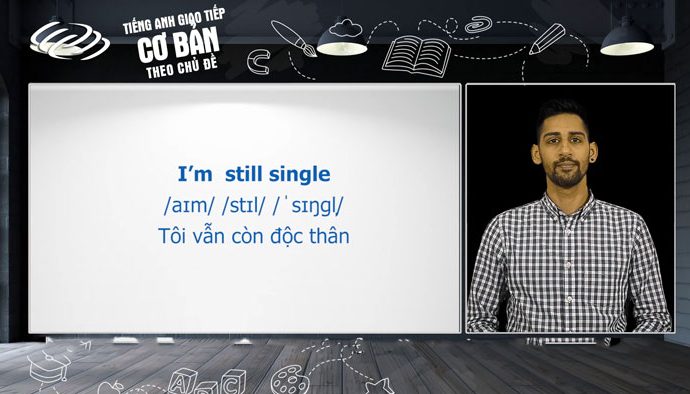 TIẾNG ANH GIAO TIẾP
CƠ BẢN
THEO CHỦ ĐỀ
I’m still single
/aɪm/ /stɪl/ /ˈsɪŋgl/
Tôi vẫn còn độc thân
A B C